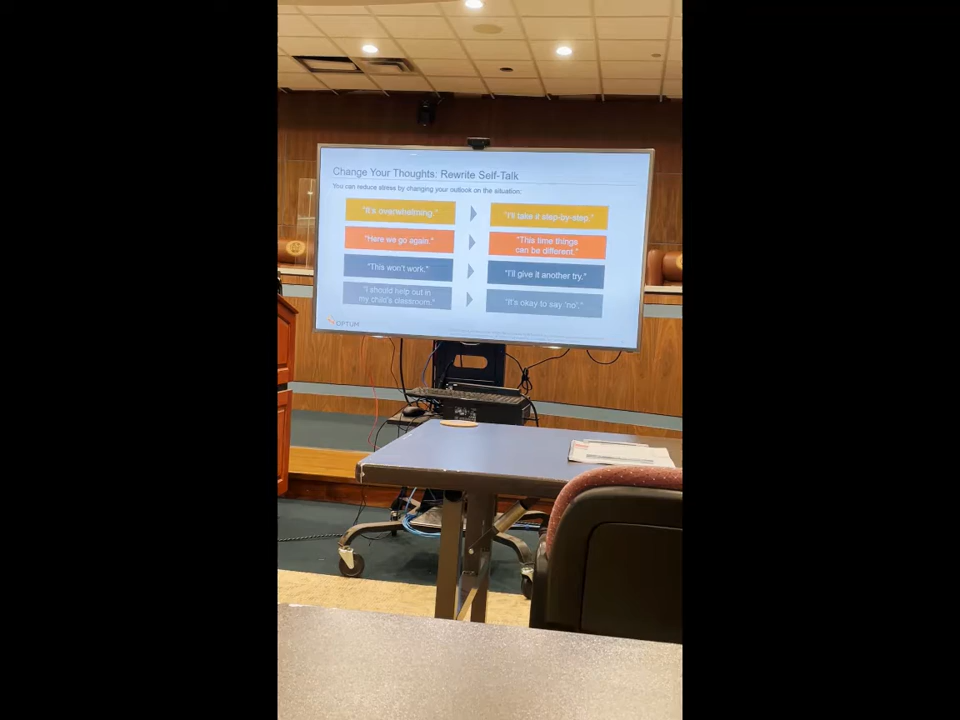 Change Your Thoughts: Rewrite Self-Talk
You can reduce stress by changing your outlook on the situation:
"It's overwhelming."
"I'll take it step-by-step."
"Here we go again."
"This time things
can be different."
"This won't work."
"I'll give it another try."
"I should help out in
my child's classroom."
"It's okay to say 'no'."
OPTUM